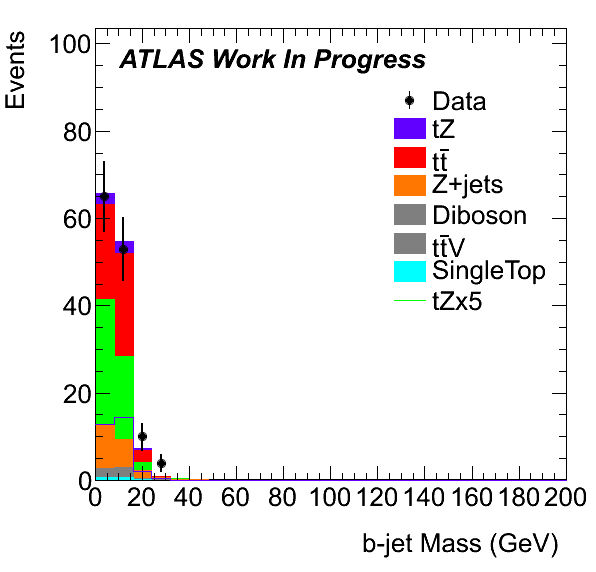 Events
ATLAS Work In Progress
Data
tZ
tt̄
Z+jets
Diboson
tt̄V
SingleTop
tZx5
100
80
60
40
20
0
0 20 40 60 80 100 120 140 160 180 200
b-jet Mass (GeV)